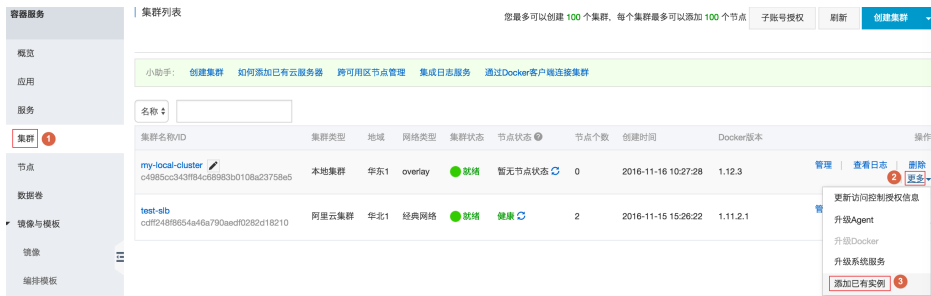 容器服务
概览
应用
服务
集群 1
节点
数据卷
镜像与模板
镜像
编排模板
集群列表
您最多可以创建 100 个集群，每个集群最多可以添加 100 个节点 子账号授权 刷新 创建集群
小助手： 创建集群 如何添加已有云服务器 跨可用区节点管理 集成日志服务 通过Docker客户端连接集群
名称
集群名称/ID 集群类型 地域 网络类型 集群状态 节点状态 节点个数 创建时间 Docker版本 操作
my-local-cluster 本地集群 华东1 overlay 就绪 暂无节点状态 0 2016-11-16 10:27:28 1.12.3 管理 查看日志 删除
c4985cc343ff84c68983b0108a23758e5 2 更多
test-slb 阿里云集群 华北1 经典网络 就绪 健康 2 2016-11-15 15:26:22 1.11.2.1
cdff248f8654a46a790aedf0282d18210
更新访问控制授权信息
升级Agent
升级Docker
升级系统服务
添加已有实例 3